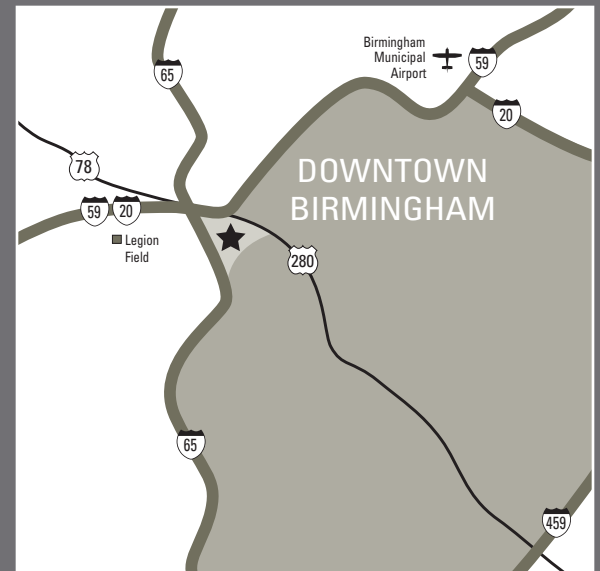 Birmingham
Municipal
Airport
59
65
20
78
DOWNTOWN
BIRMINGHAM
59
20
Legion
Field
280
65
459